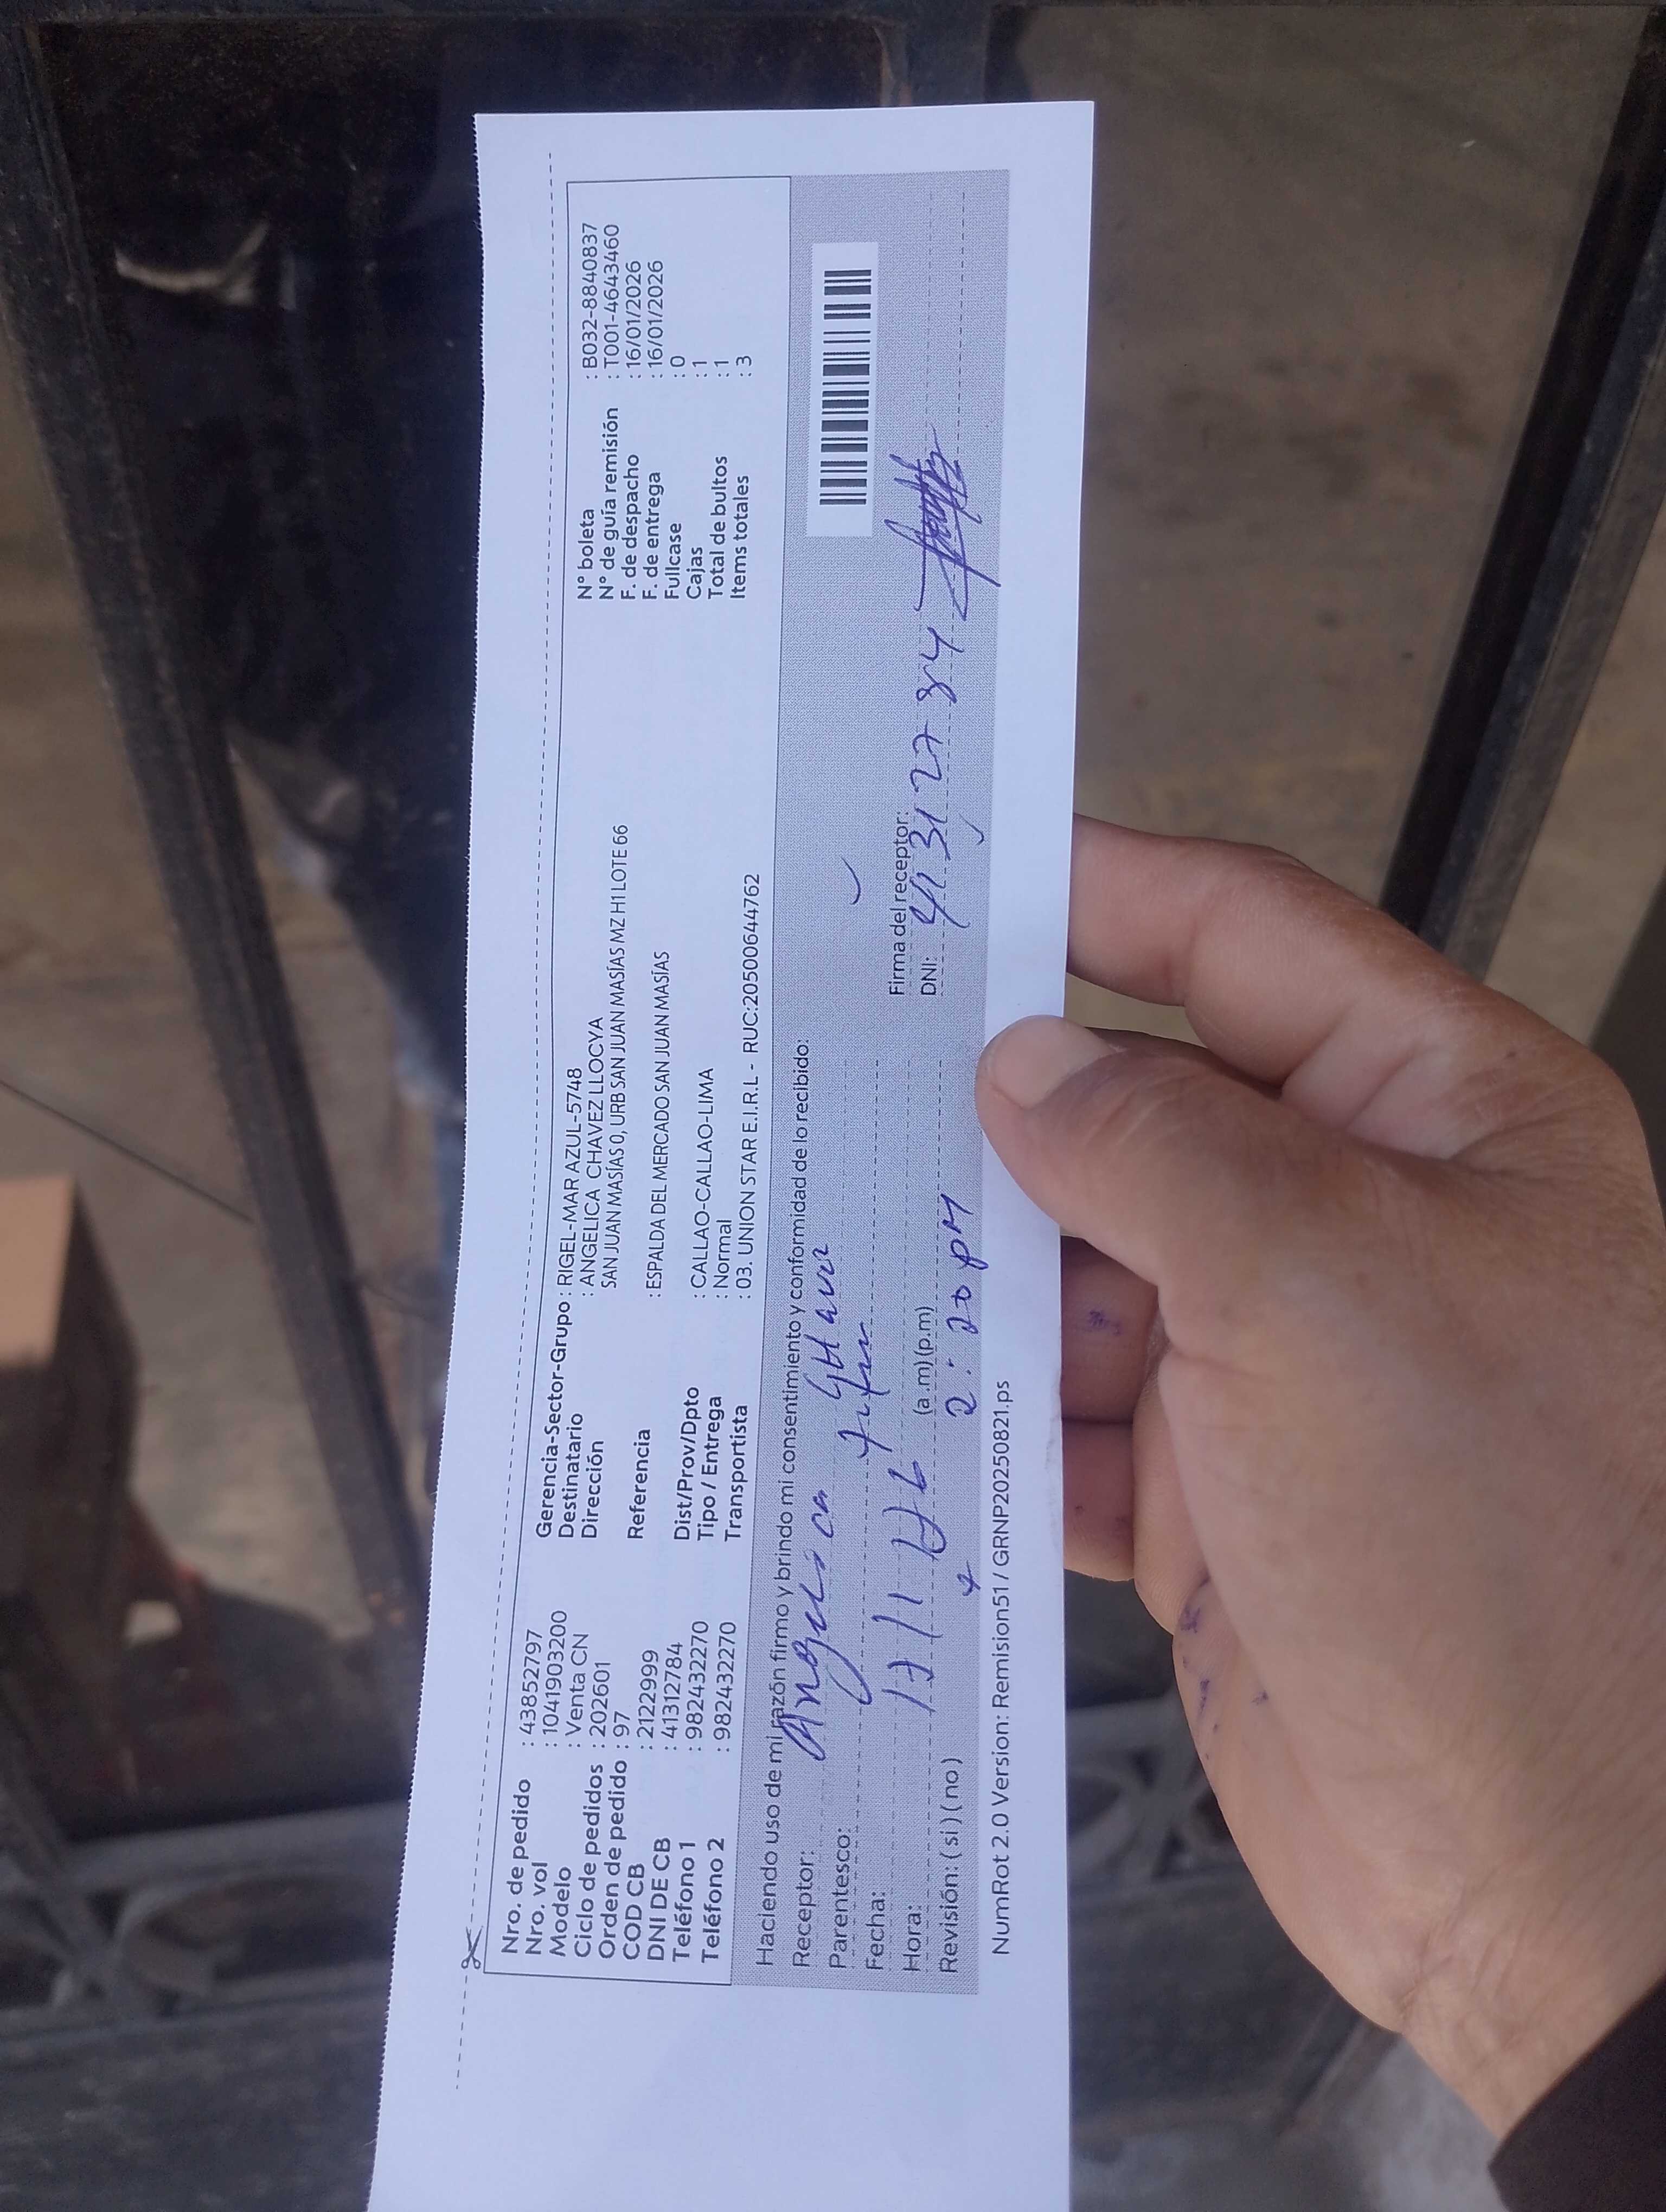 Nro. de pedido : 43852797
Nro. vol : 1041903200
Modelo : Venta CN
Ciclo de pedidos : 202601
Orden de pedido : 97
COD CB : 2122999
DNI DE CB : 41312784
Teléfono 1 : 982432270
Teléfono 2 : 982432270
Gerencia-Sector-Grupo : RIGEL-MAR AZUL-5748
Destinatario : ANGELICA CHAVEZ LLOCYA
Dirección SAN JUAN MASÍAS 0, URB SAN JUAN MASÍAS MZ H1 LOTE 66
Referencia : ESPALDA DEL MERCADO SAN JUAN MASÍAS
Dist/Prov/Dpto : CALLAO-CALLAO-LIMA
Tipo / Entrega : Normal
Transportista : 03. UNION STAR E.I.R.L - RUC:20500644762
N° boleta : B032-8840837
N° de guía remisión : T001-4643460
F. de despacho : 16/01/2026
F. de entrega : 16/01/2026
Fullcase : 0
Cajas : 1
Total de bultos : 1
Items totales : 3
Haciendo uso de mi razón firmo y brindo mi consentimiento y conformidad de lo recibido:
Receptor: Angelica
Parentesco:
Fecha:
Hora: (a.m) (p.m)
2:20 PM
Revisión: ( si ) ( no )
Firma del receptor:
DNI: 41312784
NumRot 2.0 Version: Remision51 / GRNP20250821.ps